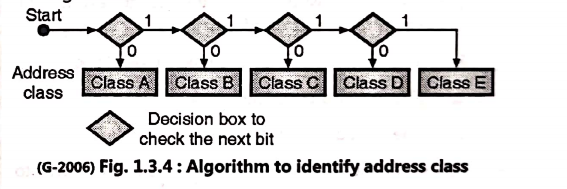 Start
1 1 1 1
0 0 0 0
Address class
Class A Class B Class C Class D Class E
Decision box to
check the next bit
(G-2006) Fig. 1.3.4 : Algorithm to identify address class